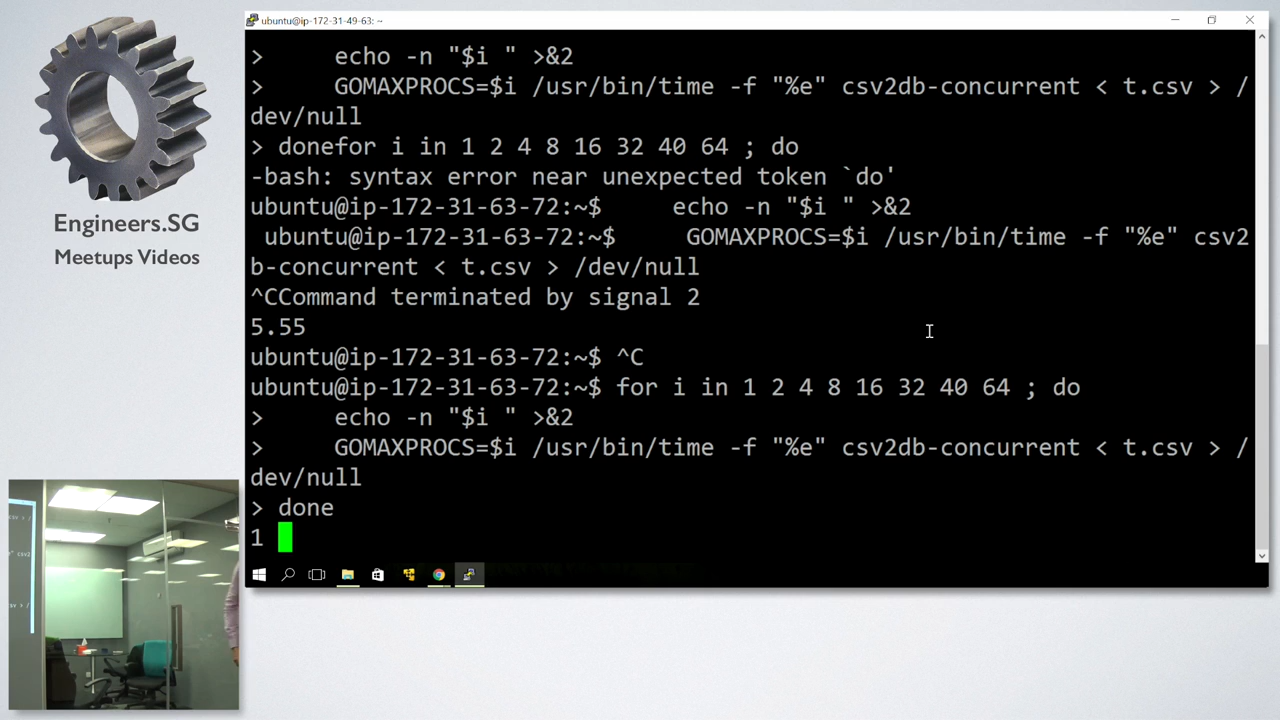 Engineers.SG
Meetups Videos
ubuntu@ip-172-31-49-63: ~
>     echo -n "$i " >&2
>     GOMAXPROCS=$i /usr/bin/time -f "%e" csv2db-concurrent < t.csv > /
dev/null
> donefor i in 1 2 4 8 16 32 40 64 ; do
-bash: syntax error near unexpected token `do'
ubuntu@ip-172-31-63-72:~$     echo -n "$i " >&2
 ubuntu@ip-172-31-63-72:~$     GOMAXPROCS=$i /usr/bin/time -f "%e" csv2
b-concurrent < t.csv > /dev/null
^CCommand terminated by signal 2
5.55
ubuntu@ip-172-31-63-72:~$ ^C
ubuntu@ip-172-31-63-72:~$ for i in 1 2 4 8 16 32 40 64 ; do
>     echo -n "$i " >&2
>     GOMAXPROCS=$i /usr/bin/time -f "%e" csv2db-concurrent < t.csv > /
dev/null
> done
1